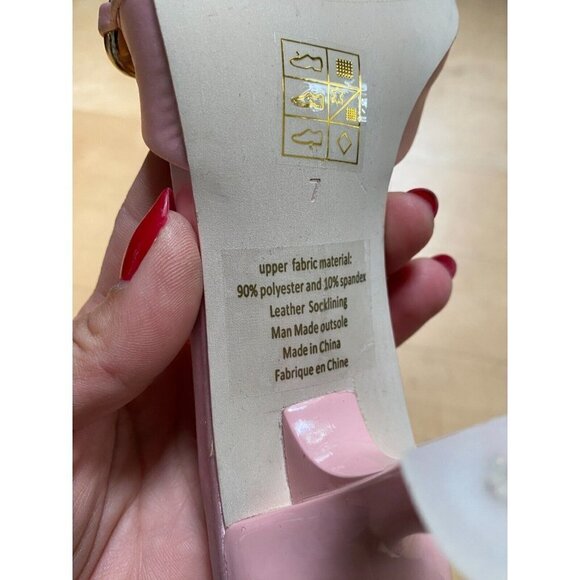 7
upper fabric material:
90% polyester and 10% spandex
Leather Socklining
Man Made outsole
Made in China
Fabrique en Chine